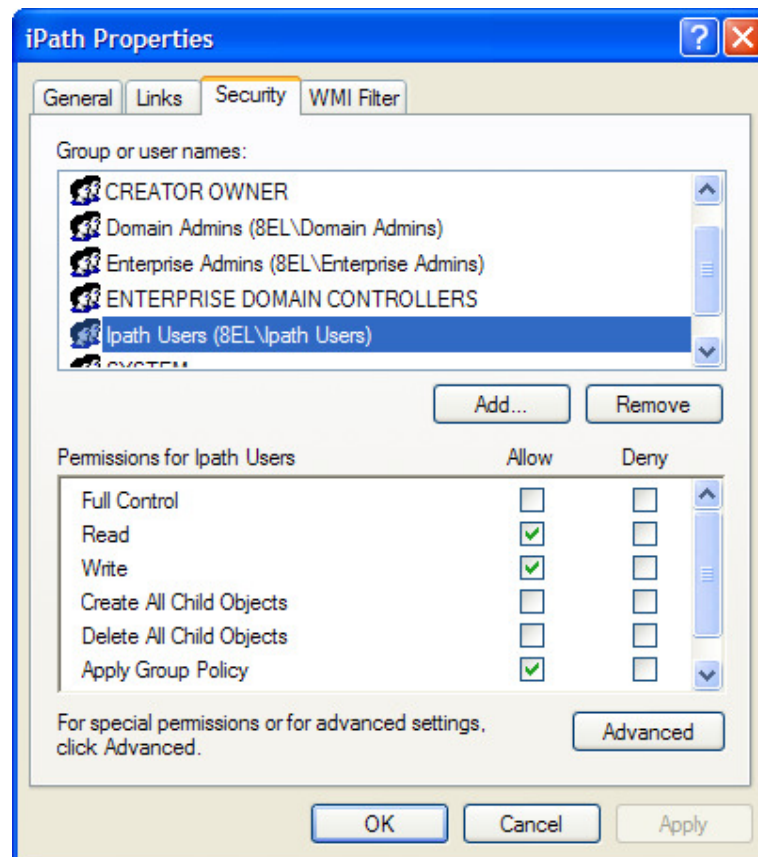 iPath Properties
General Links Security WMI Filter
Group or user names:
CREATOR OWNER
Domain Admins (8EL\Domain Admins)
Enterprise Admins (8EL\Enterprise Admins)
ENTERPRISE DOMAIN CONTROLLERS
Ipath Users (8EL\Ipath Users)
SYSTEM
Add... Remove
Permissions for Ipath Users Allow Deny
Full Control
Read
Write
Create All Child Objects
Delete All Child Objects
Apply Group Policy
For special permissions or for advanced settings,
click Advanced.
Advanced
OK Cancel Apply